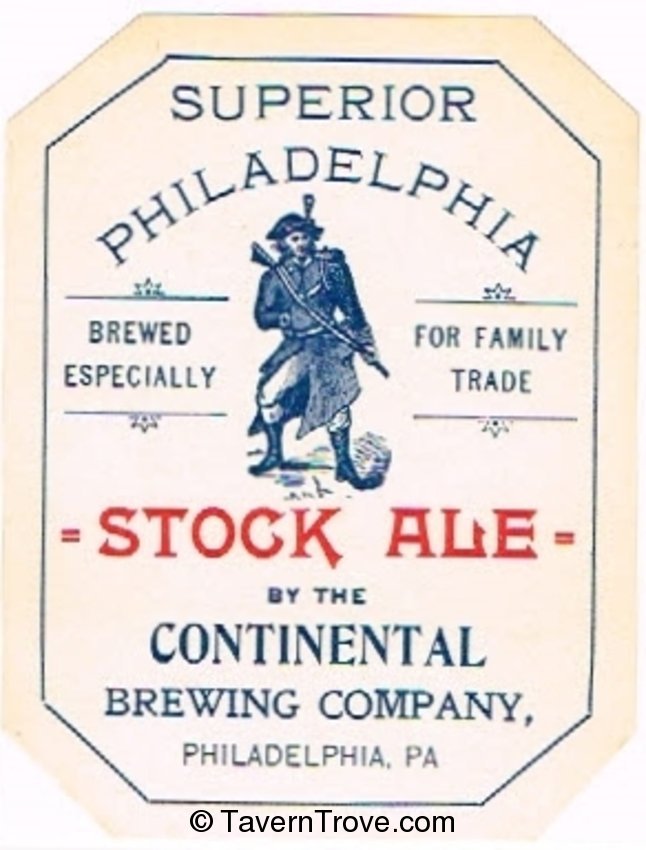 SUPERIOR
PHILADELPHIA
BREWED
ESPECIALLY
FOR FAMILY
TRADE
= STOCK ALE =
BY THE
CONTINENTAL
BREWING COMPANY,
PHILADELPHIA, PA
© TavernTrove.com